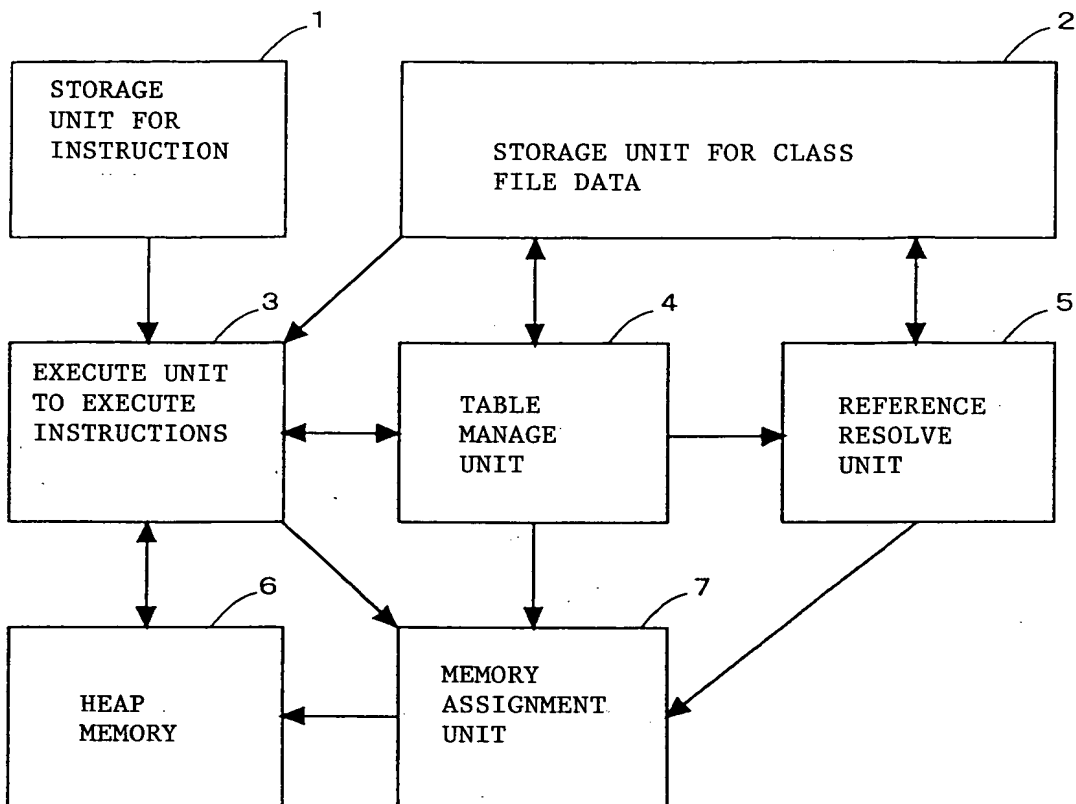 1
STORAGE
UNIT FOR
INSTRUCTION
2
STORAGE UNIT FOR CLASS
FILE DATA
3
EXECUTE UNIT
TO EXECUTE
INSTRUCTIONS
4
TABLE
MANAGE
UNIT
5
REFERENCE
RESOLVE
UNIT
6
HEAP
MEMORY
7
MEMORY
ASSIGNMENT
UNIT